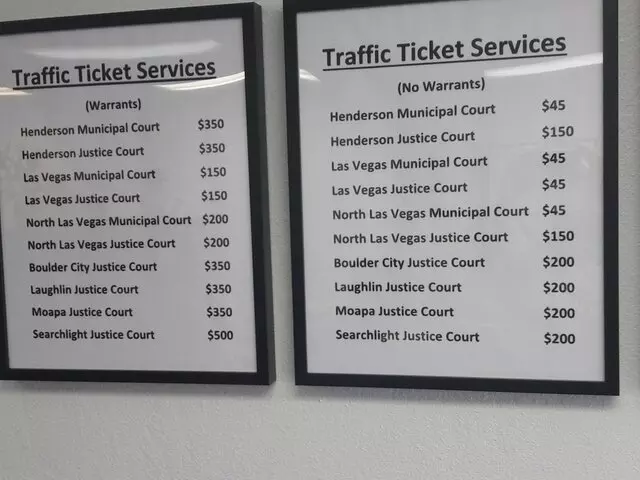 Traffic Ticket Services
(Warrants)
Henderson Municipal Court $350
Henderson Justice Court $350
Las Vegas Municipal Court $150
Las Vegas Justice Court $150
North Las Vegas Municipal Court $200
North Las Vegas Justice Court $200
Boulder City Justice Court $350
Laughlin Justice Court $350
Moapa Justice Court $350
Searchlight Justice Court $500
Traffic Ticket Services
(No Warrants)
Henderson Municipal Court $45
Henderson Justice Court $150
Las Vegas Municipal Court $45
Las Vegas Justice Court $45
North Las Vegas Municipal Court $45
North Las Vegas Justice Court $150
Boulder City Justice Court $200
Laughlin Justice Court $200
Moapa Justice Court $200
Searchlight Justice Court $200